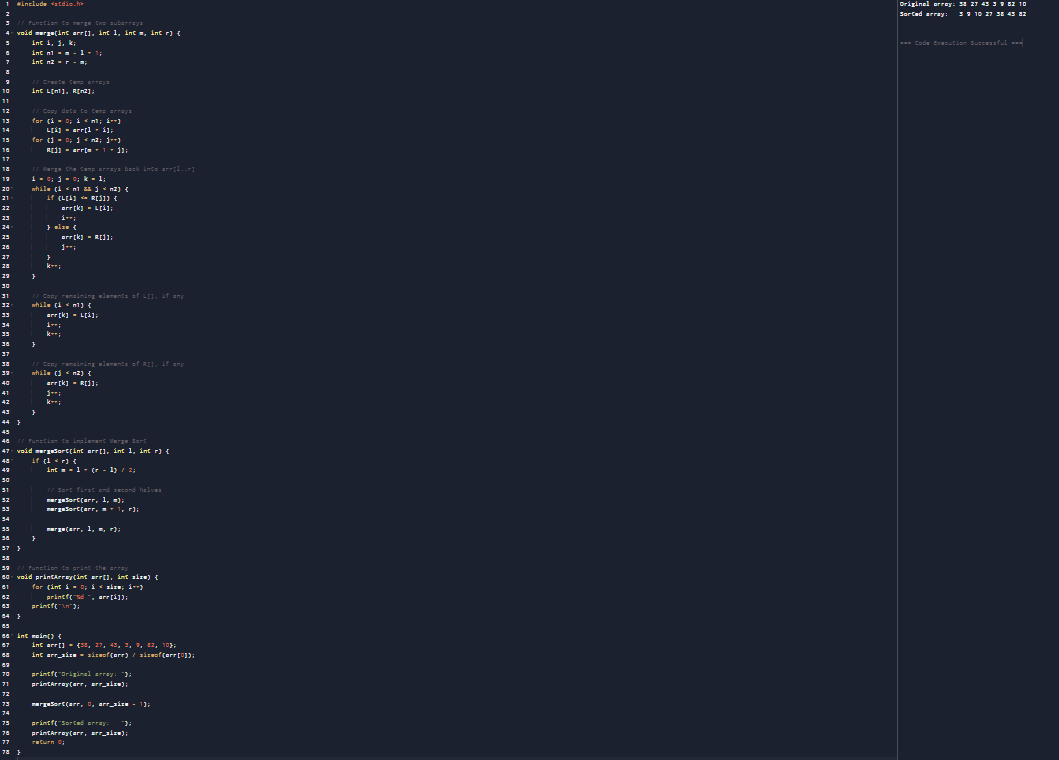 1 #include <stdio.h>
2
3 // Function to merge two subarrays
4 void merge(int arr[], int l, int m, int r) {
5 int i, j, k;
6 int n1 = m - l + 1;
7 int n2 = r - m;
8
9 // Create temp arrays
10 int L[n1], R[n2];
11
12 // Copy data to temp arrays
13 for (i = 0; i < n1; i++)
14 L[i] = arr[l + i];
15 for (j = 0; j < n2; j++)
16 R[j] = arr[m + 1 + j];
17
18 // Merge the temp arrays back into arr[l..r]
19 i = 0; j = 0; k = l;
20 while (i < n1 && j < n2) {
21 if (L[i] <= R[j]) {
22 arr[k] = L[i];
23 i++;
24 } else {
25 arr[k] = R[j];
26 j++;
27 }
28 k++;
29 }
30
31 // Copy remaining elements of L[], if any
32 while (i < n1) {
33 arr[k] = L[i];
34 i++;
35 k++;
36 }
37
38 // Copy remaining elements of R[], if any
39 while (j < n2) {
40 arr[k] = R[j];
41 j++;
42 k++;
43 }
44 }
45
46 // Function to implement Merge Sort
47 void mergeSort(int arr[], int l, int r) {
48 if (l < r) {
49 int m = l + (r - l) / 2;
50
51 // Sort first and second halves
52 mergeSort(arr, l, m);
53 mergeSort(arr, m + 1, r);
54
55 merge(arr, l, m, r);
56 }
57 }
58
59 // Function to print the array
60 void printArray(int arr[], int size) {
61 for (int i = 0; i < size; i++)
62 printf("%d ", arr[i]);
63 printf("\n");
64 }
65
66 int main() {
67 int arr[] = {38, 27, 43, 3, 9, 82, 10};
68 int arr_size = sizeof(arr) / sizeof(arr[0]);
69
70 printf("Original array: ");
71 printArray(arr, arr_size);
72
73 mergeSort(arr, 0, arr_size - 1);
74
75 printf("Sorted array:   ");
76 printArray(arr, arr_size);
77 return 0;
78 }
Original array: 38 27 43 3 9 82 10
Sorted array:   3 9 10 27 38 43 82
=== Code Execution Successful ===